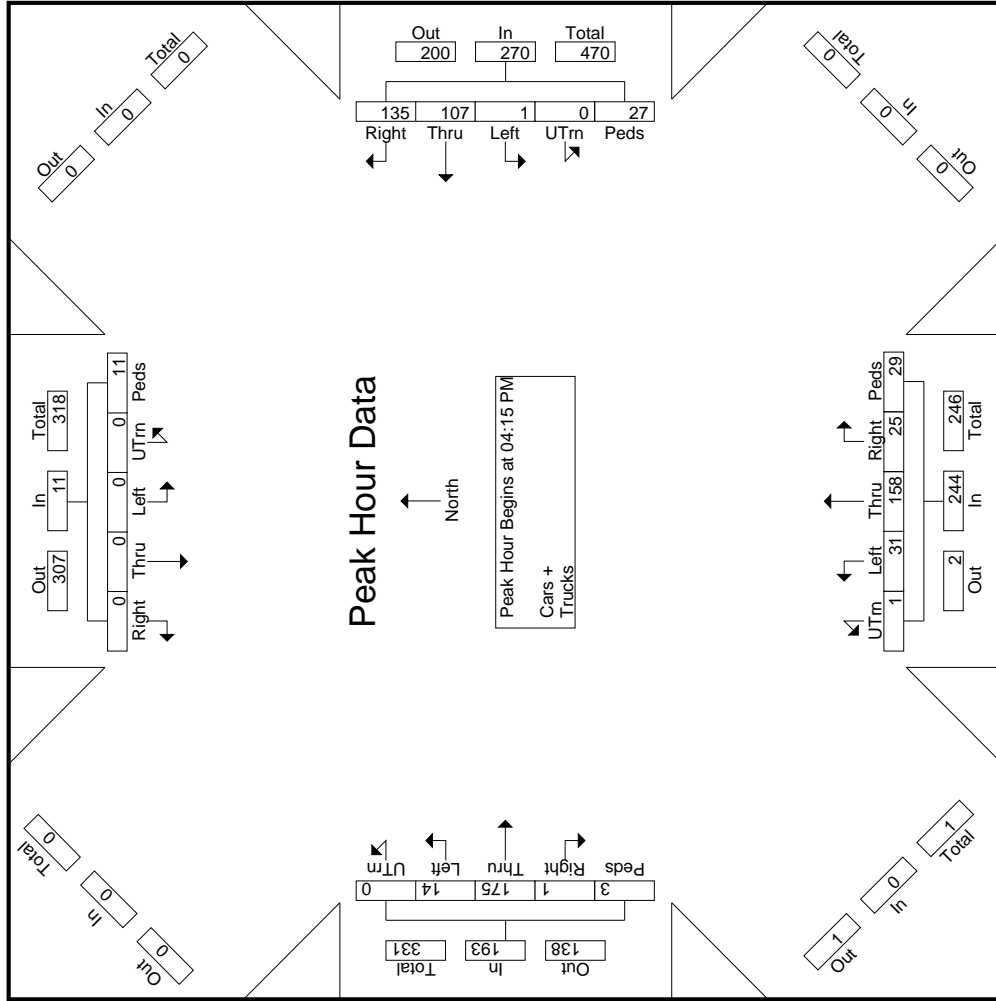 Total
0
In
0
Out
0
Out In Total
200 270 470
135 107 1 0 27
Right Thru Left UTrn Peds
Total
0
In
0
Out
0
Total
318
In
11
Out
307
11 0 0 0 0
Peds UTrn Left Thru Right
Peak Hour Data
North
Peak Hour Begins at 04:15 PM
Cars +
Trucks
Peds Right Thru Left UTrn
29 25 158 31 1
Total
246
In
244
Out
2
Total
0
In
0
Out
0
UTrn Left Thru Right Peds
0 14 175 1 3
Total In Out
331 193 138
Total
1
In
0
Out
1